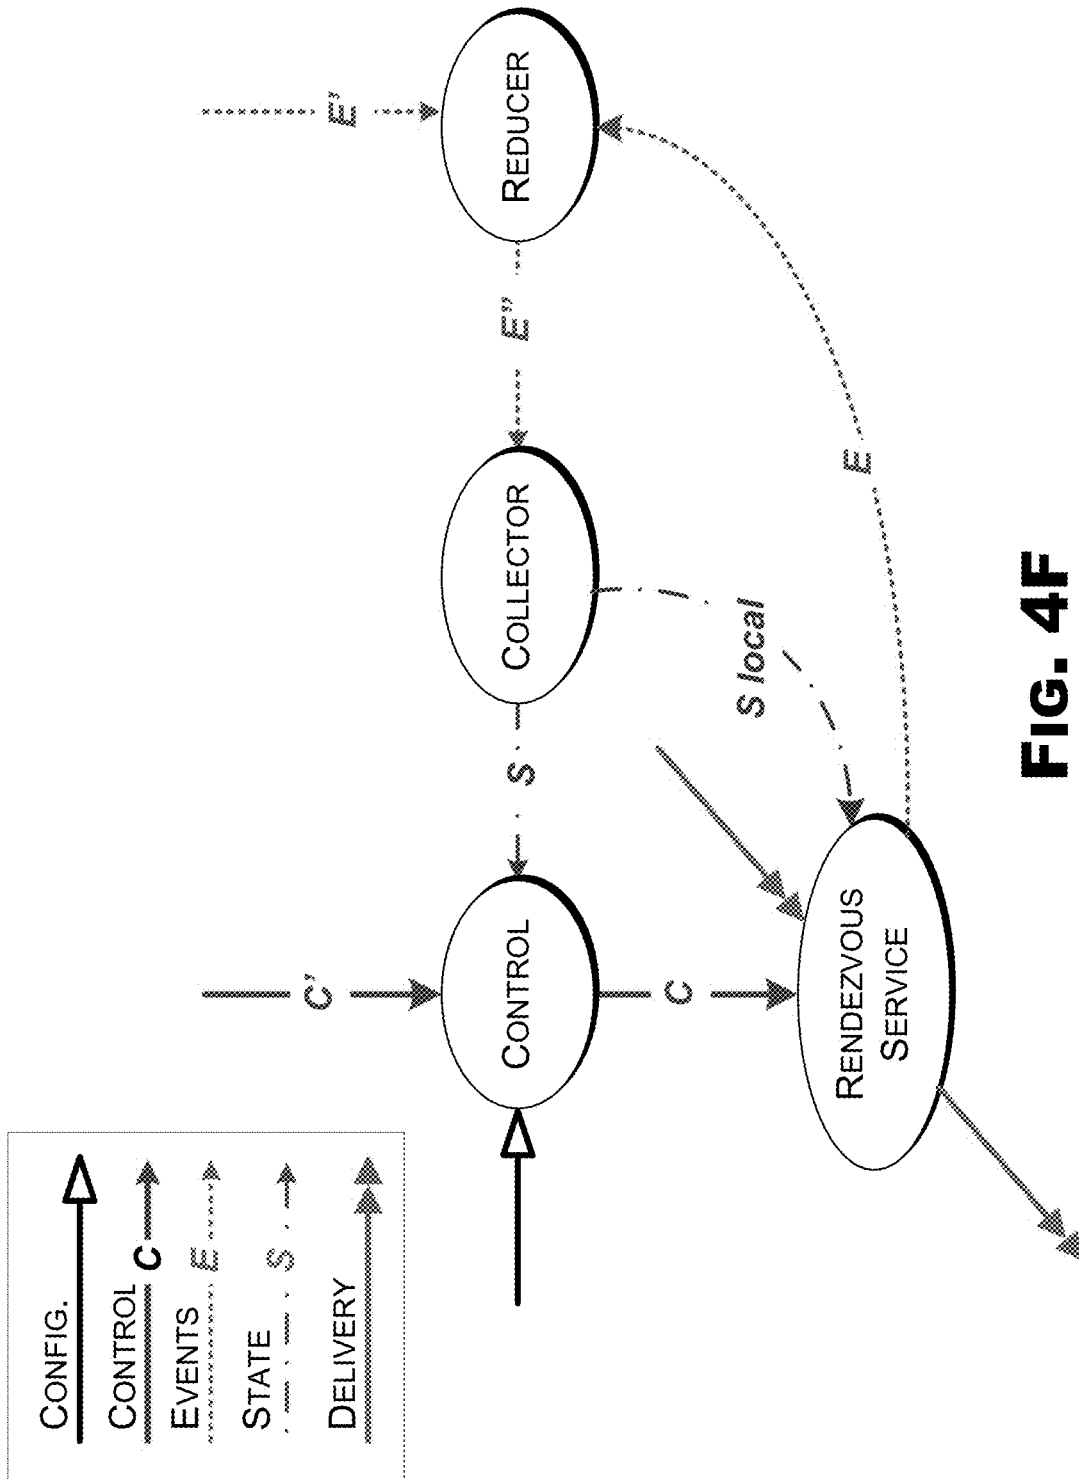 CONFIG.
CONTROL C
EVENTS E
STATE S
DELIVERY
C'
E'
CONTROL
S
COLLECTOR
E"
REDUCER
C
S local
RENDEZVOUS
SERVICE
E
FIG. 4F